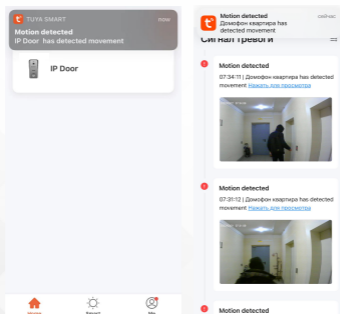 TUYA SMART
now
Motion detected
IP Door has detected movement
IP Door
Motion detected
сейчас
Домофон квартира has
detected movement
Сигнал тревоги
Motion detected
07:34:11 | Домофон квартира has detected
movement Нажать для просмотра
Motion detected
07:31:12 | Домофон квартира has detected
movement Нажать для просмотра
Motion detected